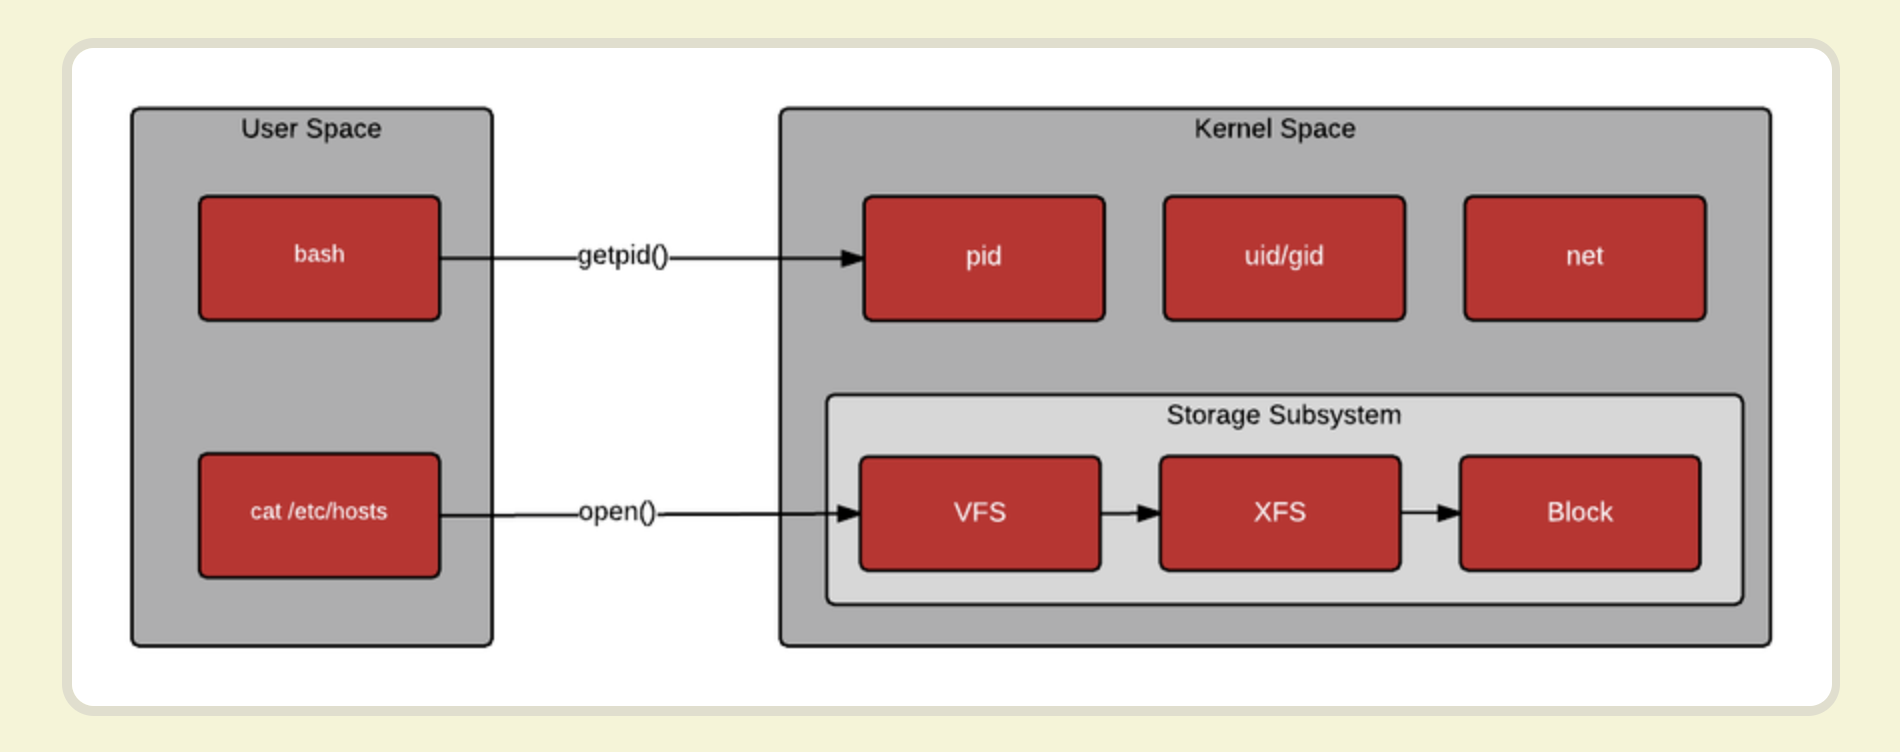 User Space
Kernel Space
bash
getpid()
pid
uid/gid
net
Storage Subsystem
cat /etc/hosts
open()
VFS
XFS
Block